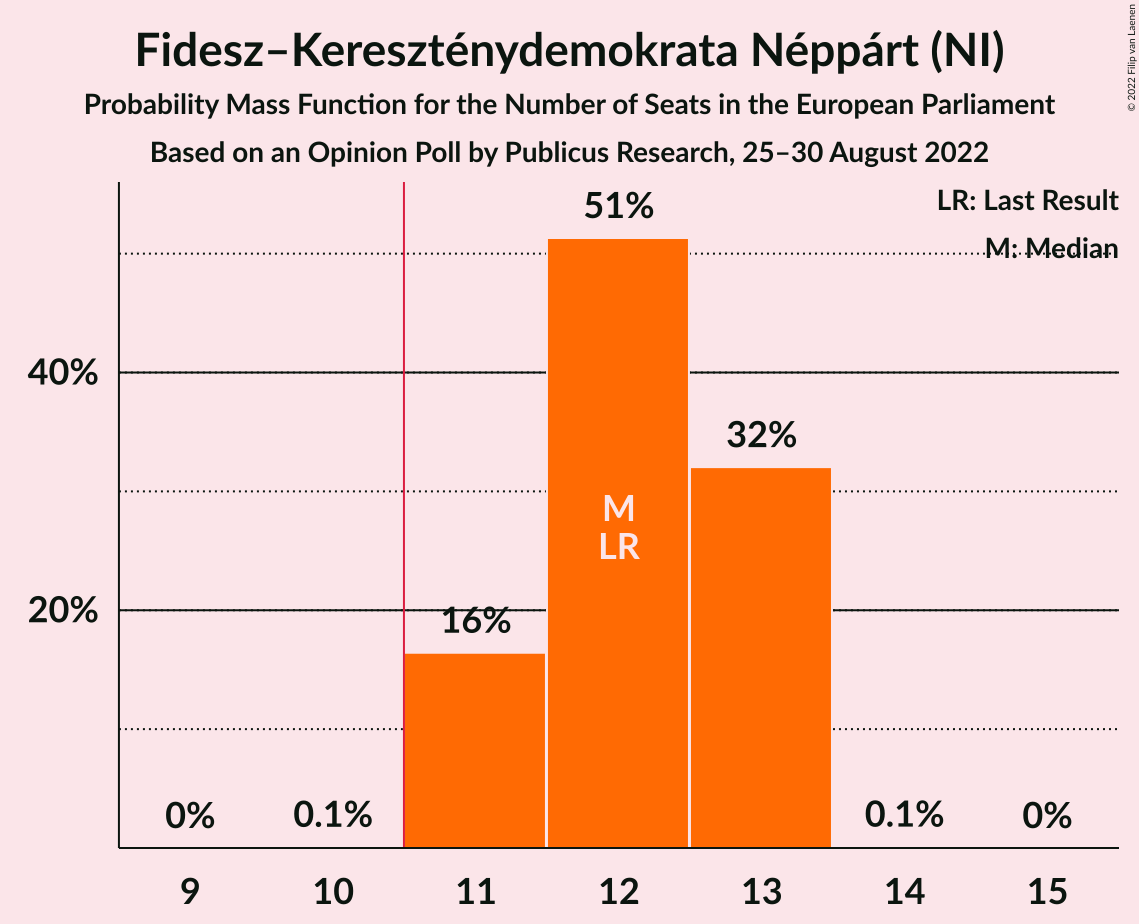 Fidesz–Kereszténydemokrata Néppárt (NI)
Probability Mass Function for the Number of Seats in the European Parliament
Based on an Opinion Poll by Publicus Research, 25–30 August 2022
© 2022 Filip van Laenen
LR: Last Result
M: Median
51%
40%
32%
M
LR
20%
16%
0%
0.1%
0.1%
0%
9
10
11
12
13
14
15